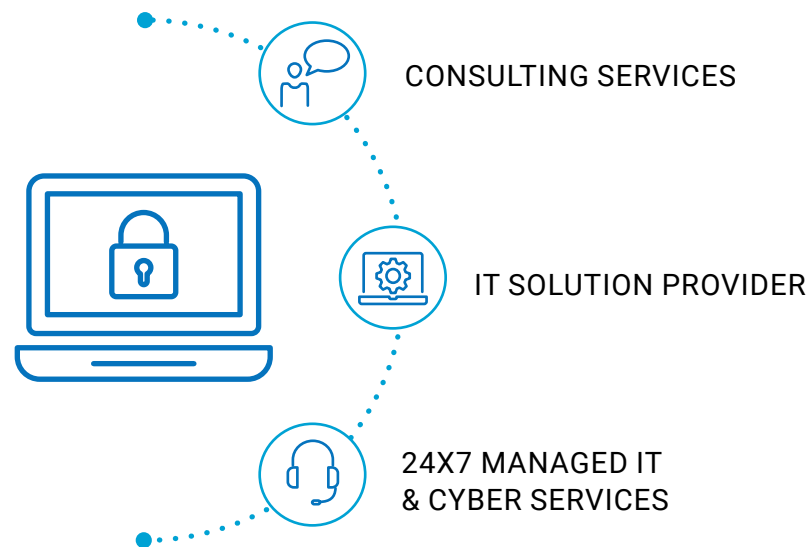 CONSULTING SERVICES
IT SOLUTION PROVIDER
24X7 MANAGED IT
& CYBER SERVICES